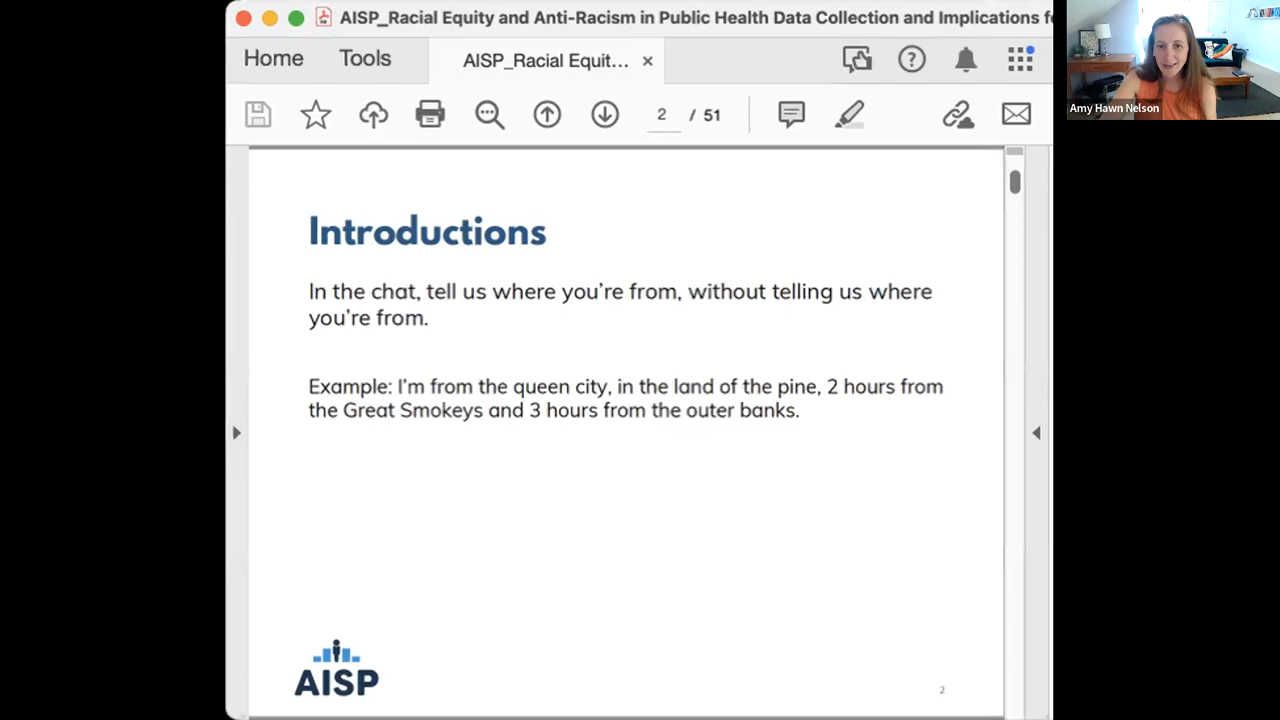 AISP_Racial Equity and Anti-Racism in Public Health Data Collection and Implications fo
Home Tools AISP_Racial Equit... ×
2 / 51
Amy Hawn Nelson
Introductions
In the chat, tell us where you’re from, without telling us where
you’re from.
Example: I’m from the queen city, in the land of the pine, 2 hours from
the Great Smokeys and 3 hours from the outer banks.
AISP
2